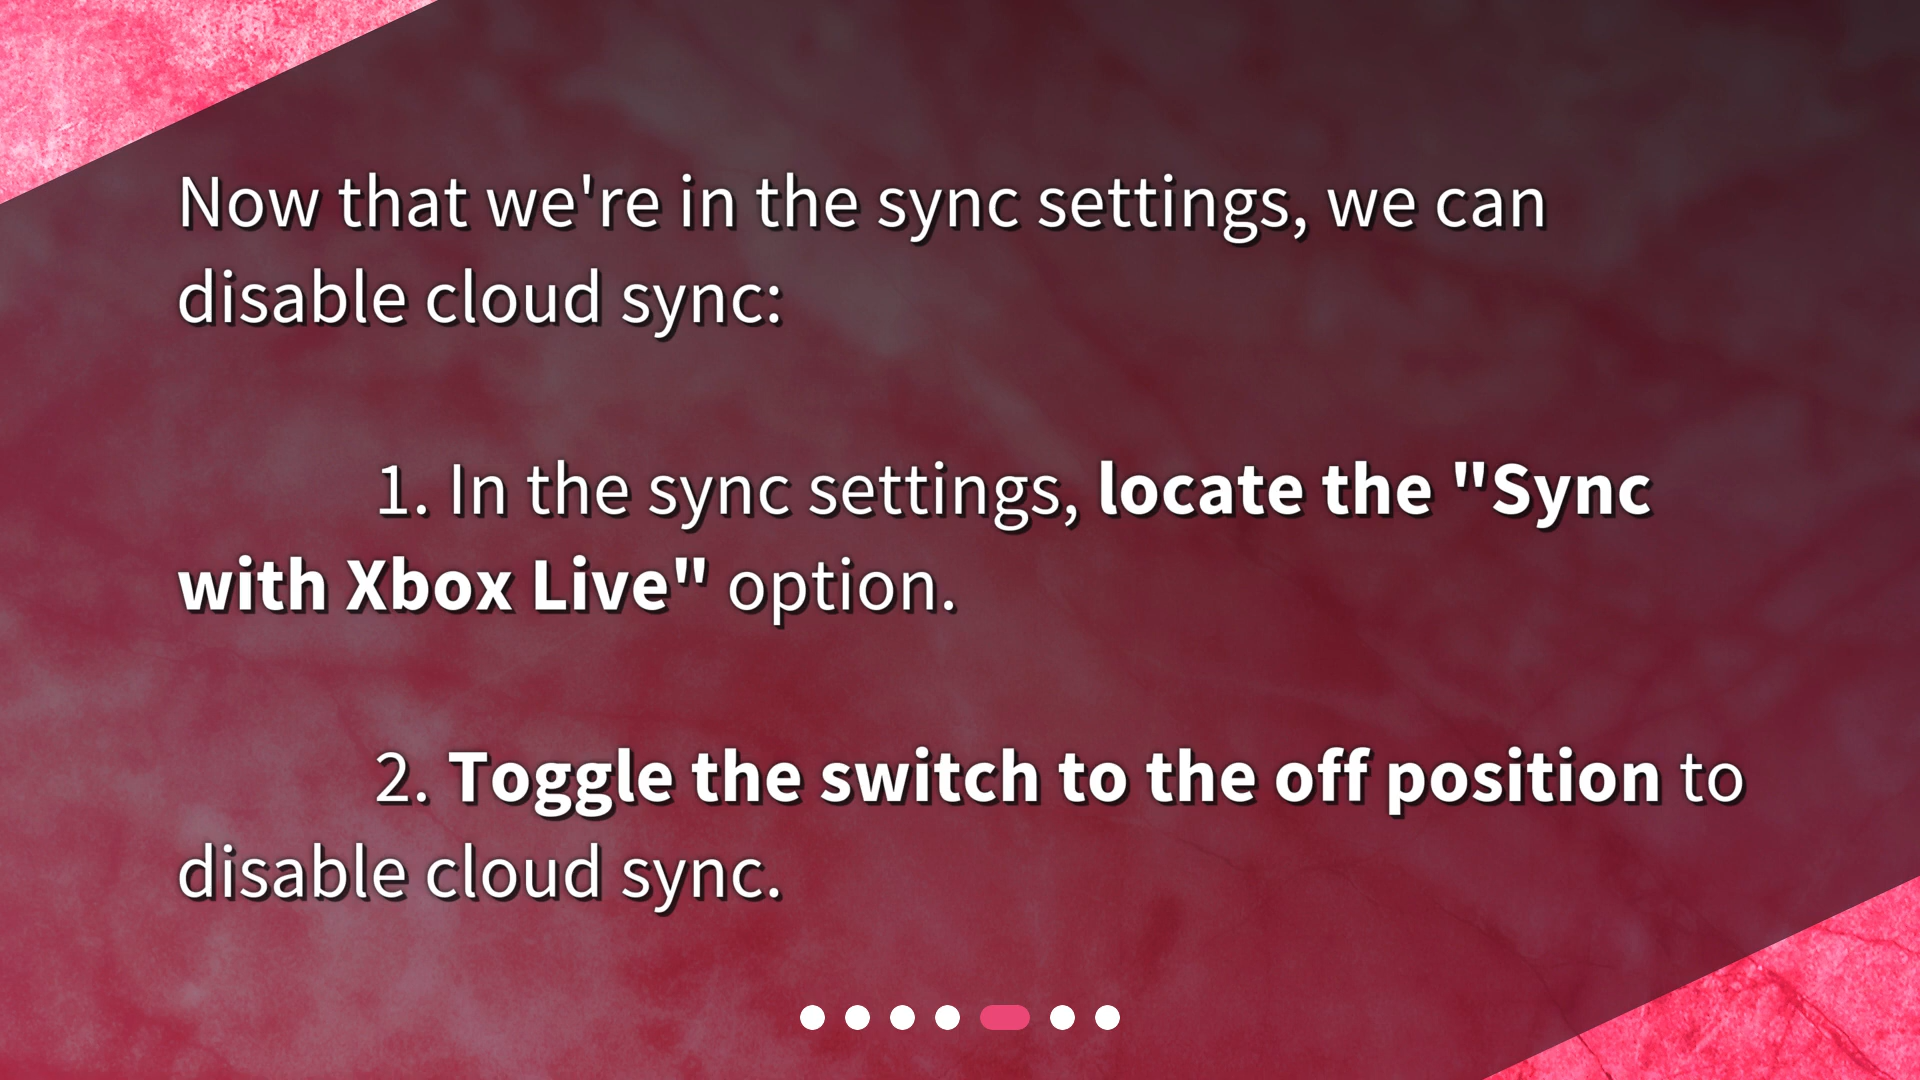 Now that we're in the sync settings, we can
disable cloud sync:
1. In the sync settings, locate the "Sync
with Xbox Live" option.
2. Toggle the switch to the off position to
disable cloud sync.